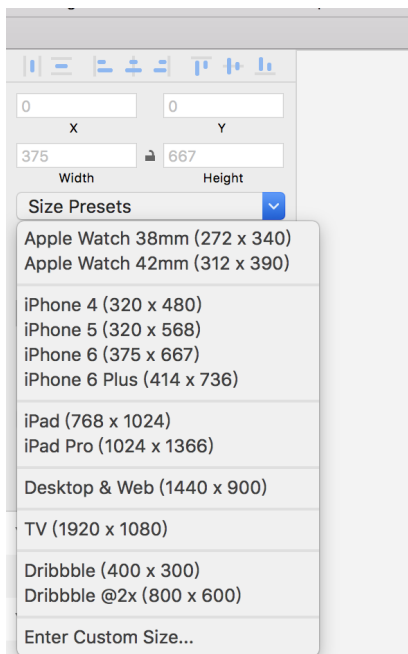 0 0
X Y
375 667
Width Height
Size Presets
Apple Watch 38mm (272 x 340)
Apple Watch 42mm (312 x 390)
iPhone 4 (320 x 480)
iPhone 5 (320 x 568)
iPhone 6 (375 x 667)
iPhone 6 Plus (414 x 736)
iPad (768 x 1024)
iPad Pro (1024 x 1366)
Desktop & Web (1440 x 900)
TV (1920 x 1080)
Dribbble (400 x 300)
Dribbble @2x (800 x 600)
Enter Custom Size...